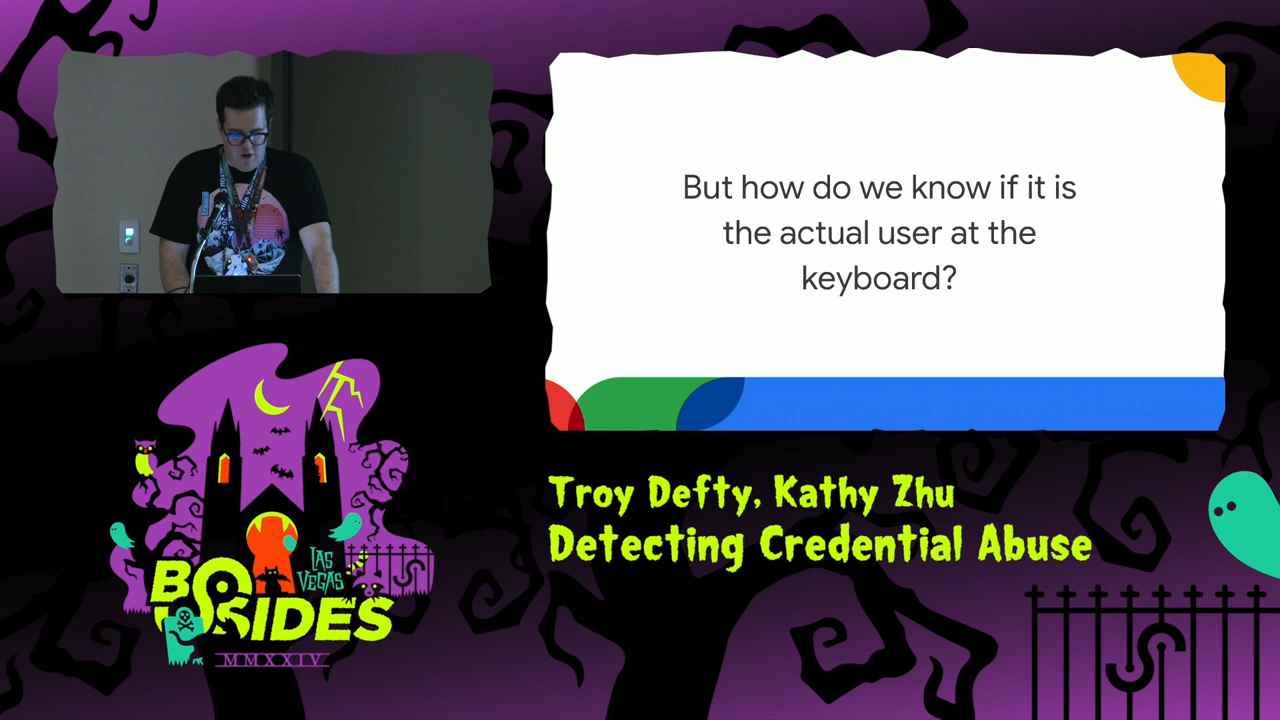 But how do we know if it is
the actual user at the
keyboard?
Troy Defty, Kathy Zhu
Detecting Credential Abuse
LAS
VEGAS
BSIDES
MMXXIV